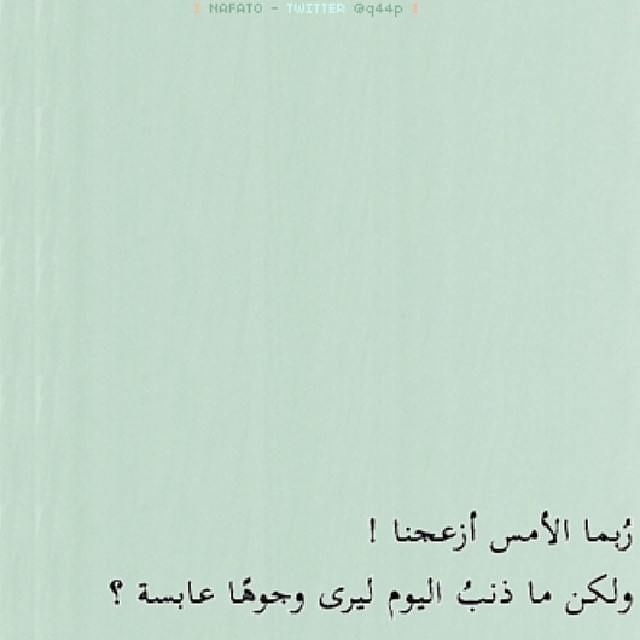 NAFATO - TWITTER @q44p
رُبما الأمس أزعجنا !
ولكن ما ذنبُ اليوم ليرى وجوهًا عابسة ؟